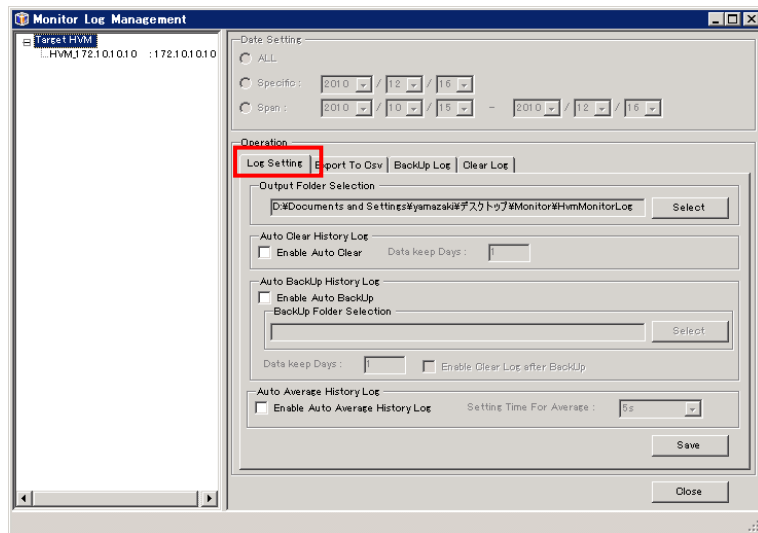 Monitor Log Management
Target HVM
HVM_172.10.10.10 : 172.10.10.10
Date Setting
ALL
Specific : 2010 / 12 / 16
Span : 2010 / 10 / 15 - 2010 / 12 / 16
Operation
Log Setting Export To Csv BackUp Log Clear Log
Output Folder Selection
D:¥Documents and Settings¥yamazaki¥デスクトップ¥Monitor¥HvmMonitorLog Select
Auto Clear History Log
Enable Auto Clear Data keep Days : 1
Auto BackUp History Log
Enable Auto BackUp
BackUp Folder Selection
Select
Data keep Days : 1 Enable Clear Log after BackUp
Auto Average History Log
Enable Auto Average History Log Setting Time For Average : 5s
Save
Close